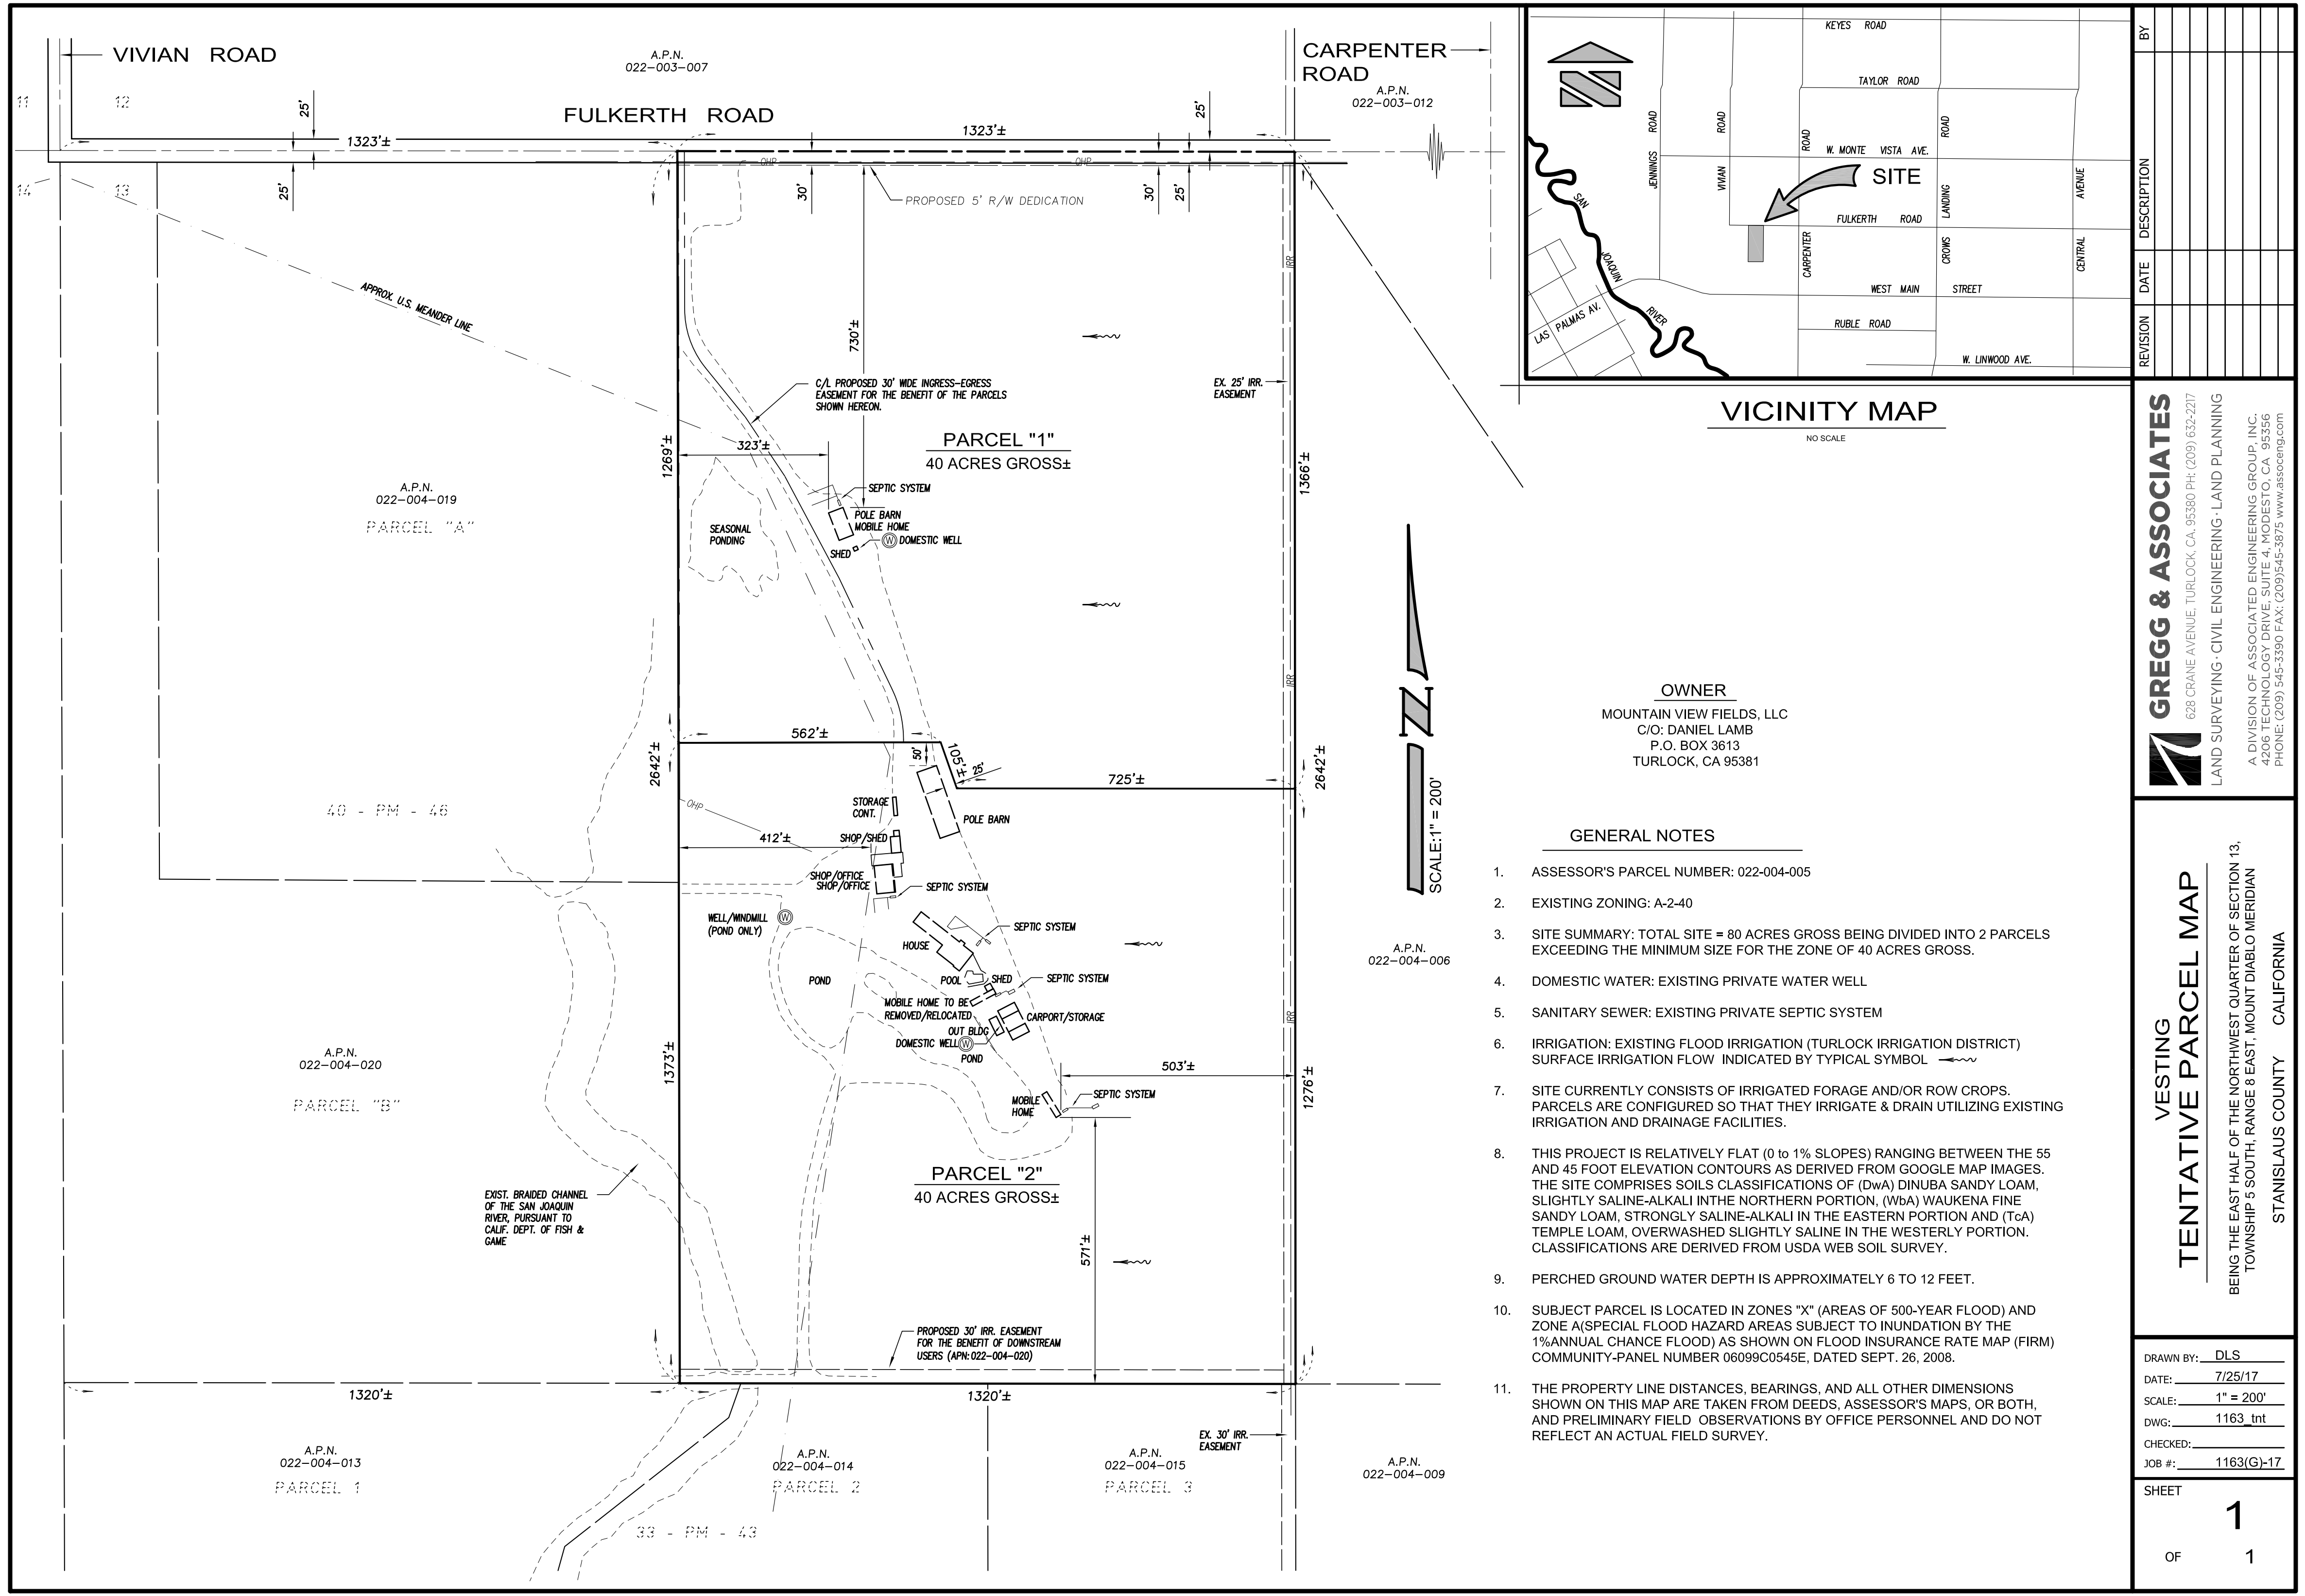 VIVIAN ROAD
A.P.N.
022-003-007
CARPENTER
ROAD
A.P.N.
022-003-012
11
12
14
13
FULKERTH ROAD
25'
25'
1323'±
1323'±
25'
25'
30'
30'
OHP
OHP
PROPOSED 5' R/W DEDICATION
APPROX. U.S. MEANDER LINE
730'±
IRR
C/L PROPOSED 30' WIDE INGRESS-EGRESS
EASEMENT FOR THE BENEFIT OF THE PARCELS
SHOWN HEREON.
EX. 25' IRR.
EASEMENT
PARCEL "1"
40 ACRES GROSS±
323'±
1269'±
1366'±
A.P.N.
022-004-019
PARCEL "A"
SEPTIC SYSTEM
POLE BARN
MOBILE HOME
W
DOMESTIC WELL
SHED
SEASONAL
PONDING
IRR
562'±
50'
105'±
25'
725'±
2642'±
2642'±
40 - PM - 46
OHP
STORAGE
CONT.
POLE BARN
412'±
SHOP/SHED
SHOP/OFFICE
SHOP/OFFICE
SEPTIC SYSTEM
WELL/WINDMILL
(POND ONLY)
W
SEPTIC SYSTEM
HOUSE
POND
POOL
SHED
SEPTIC SYSTEM
MOBILE HOME TO BE
REMOVED/RELOCATED
CARPORT/STORAGE
OUT BLDG
DOMESTIC WELL
W
POND
IRR
A.P.N.
022-004-006
503'±
1373'±
1276'±
A.P.N.
022-004-020
PARCEL "B"
MOBILE
HOME
SEPTIC SYSTEM
PARCEL "2"
40 ACRES GROSS±
571'±
EXIST. BRAIDED CHANNEL
OF THE SAN JOAQUIN
RIVER, PURSUANT TO
CALIF. DEPT. OF FISH &
GAME
PROPOSED 30' IRR. EASEMENT
FOR THE BENEFIT OF DOWNSTREAM
USERS (APN:022-004-020)
1320'±
1320'±
EX. 30' IRR.
EASEMENT
A.P.N.
022-004-013
PARCEL 1
A.P.N.
022-004-014
PARCEL 2
A.P.N.
022-004-015
PARCEL 3
A.P.N.
022-004-009
33 - PM - 43
N
SCALE:1" = 200'
N
KEYES ROAD
TAYLOR ROAD
JENNINGS ROAD
VIVIAN ROAD
CARPENTER ROAD
CROWS LANDING ROAD
CENTRAL AVENUE
W. MONTE VISTA AVE.
SITE
FULKERTH ROAD
SAN JOAQUIN RIVER
WEST MAIN STREET
LAS PALMAS AV.
RUBLE ROAD
W. LINWOOD AVE.
VICINITY MAP
NO SCALE
OWNER
MOUNTAIN VIEW FIELDS, LLC
C/O: DANIEL LAMB
P.O. BOX 3613
TURLOCK, CA 95381
GENERAL NOTES
1. ASSESSOR'S PARCEL NUMBER: 022-004-005
2. EXISTING ZONING: A-2-40
3. SITE SUMMARY: TOTAL SITE = 80 ACRES GROSS BEING DIVIDED INTO 2 PARCELS
EXCEEDING THE MINIMUM SIZE FOR THE ZONE OF 40 ACRES GROSS.
4. DOMESTIC WATER: EXISTING PRIVATE WATER WELL
5. SANITARY SEWER: EXISTING PRIVATE SEPTIC SYSTEM
6. IRRIGATION: EXISTING FLOOD IRRIGATION (TURLOCK IRRIGATION DISTRICT)
SURFACE IRRIGATION FLOW INDICATED BY TYPICAL SYMBOL
7. SITE CURRENTLY CONSISTS OF IRRIGATED FORAGE AND/OR ROW CROPS.
PARCELS ARE CONFIGURED SO THAT THEY IRRIGATE & DRAIN UTILIZING EXISTING
IRRIGATION AND DRAINAGE FACILITIES.
8. THIS PROJECT IS RELATIVELY FLAT (0 to 1% SLOPES) RANGING BETWEEN THE 55
AND 45 FOOT ELEVATION CONTOURS AS DERIVED FROM GOOGLE MAP IMAGES.
THE SITE COMPRISES SOILS CLASSIFICATIONS OF (DwA) DINUBA SANDY LOAM,
SLIGHTLY SALINE-ALKALI INTHE NORTHERN PORTION, (WbA) WAUKENA FINE
SANDY LOAM, STRONGLY SALINE-ALKALI IN THE EASTERN PORTION AND (TcA)
TEMPLE LOAM, OVERWASHED SLIGHTLY SALINE IN THE WESTERLY PORTION.
CLASSIFICATIONS ARE DERIVED FROM USDA WEB SOIL SURVEY.
9. PERCHED GROUND WATER DEPTH IS APPROXIMATELY 6 TO 12 FEET.
10. SUBJECT PARCEL IS LOCATED IN ZONES "X" (AREAS OF 500-YEAR FLOOD) AND
ZONE A(SPECIAL FLOOD HAZARD AREAS SUBJECT TO INUNDATION BY THE
1%ANNUAL CHANCE FLOOD) AS SHOWN ON FLOOD INSURANCE RATE MAP (FIRM)
COMMUNITY-PANEL NUMBER 06099C0545E, DATED SEPT. 26, 2008.
11. THE PROPERTY LINE DISTANCES, BEARINGS, AND ALL OTHER DIMENSIONS
SHOWN ON THIS MAP ARE TAKEN FROM DEEDS, ASSESSOR'S MAPS, OR BOTH,
AND PRELIMINARY FIELD OBSERVATIONS BY OFFICE PERSONNEL AND DO NOT
REFLECT AN ACTUAL FIELD SURVEY.
REVISION DATE DESCRIPTION BY
GREGG & ASSOCIATES
628 CRANE AVENUE, TURLOCK, CA. 95380 PH: (209) 632-2217
LAND SURVEYING · CIVIL ENGINEERING · LAND PLANNING
A DIVISION OF ASSOCIATED ENGINEERING GROUP, INC.
4206 TECHNOLOGY DRIVE, SUITE 4, MODESTO, CA 95356
PHONE: (209) 545-3390 FAX: (209)545-3875 www.assoceng.com
VESTING
TENTATIVE PARCEL MAP
BEING THE EAST HALF OF THE NORTHWEST QUARTER OF SECTION 13,
TOWNSHIP 5 SOUTH, RANGE 8 EAST, MOUNT DIABLO MERIDIAN
STANISLAUS COUNTY CALIFORNIA
DRAWN BY: DLS
DATE: 7/25/17
SCALE: 1" = 200'
DWG: 1163_tnt
CHECKED:
JOB #: 1163(G)-17
SHEET
1
OF 1